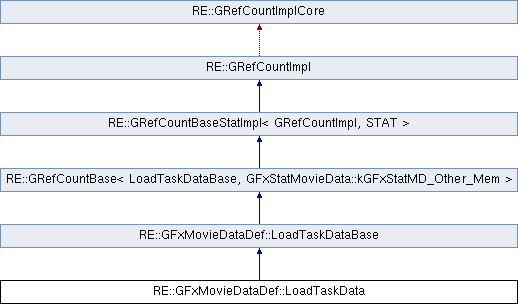 RE::GRefCountImplCore
RE::GRefCountImpl
RE::GRefCountBaseStatImpl< GRefCountImpl, STAT >
RE::GRefCountBase< LoadTaskDataBase, GFxStatMovieData::kGFxStatMD_Other_Mem >
RE::GFxMovieDataDef::LoadTaskDataBase
RE::GFxMovieDataDef::LoadTaskData